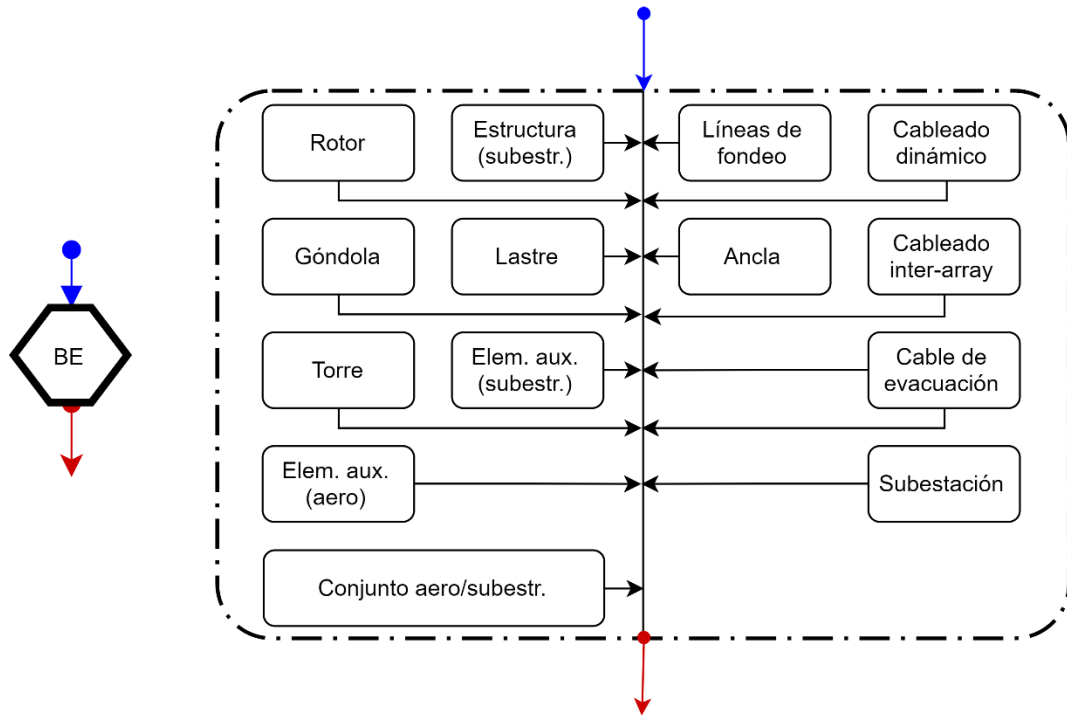 BE
Rotor
Estructura
(subestr.)
Líneas de
fondeo
Cableado
dinámico
Góndola
Lastre
Ancla
Cableado
inter-array
Torre
Elem. aux.
(subestr.)
Cable de
evacuación
Elem. aux.
(aero)
Subestación
Conjunto aero/subestr.